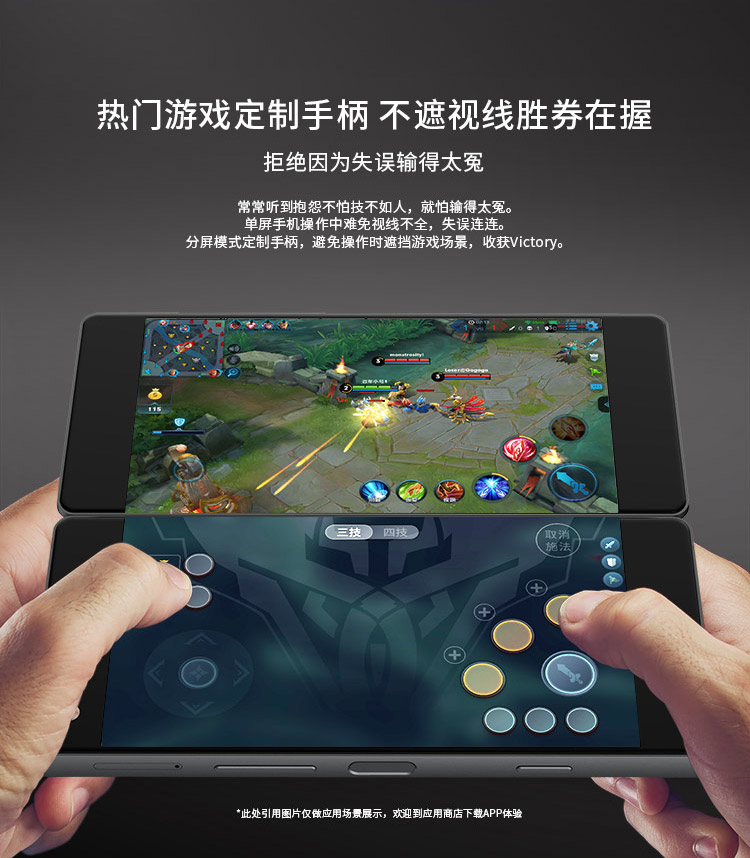 热门游戏定制手柄 不遮视线胜券在握
拒绝因为失误输得太冤
常常听到抱怨不怕技不如人，就怕输得太冤。
单屏手机操作中难免视线不全，失误连连。
分屏模式定制手柄，避免操作时遮挡游戏场景，收获Victory。
115
三技 四技
取消
施法
*此处引用图片仅做应用场景展示，欢迎到应用商店下载APP体验